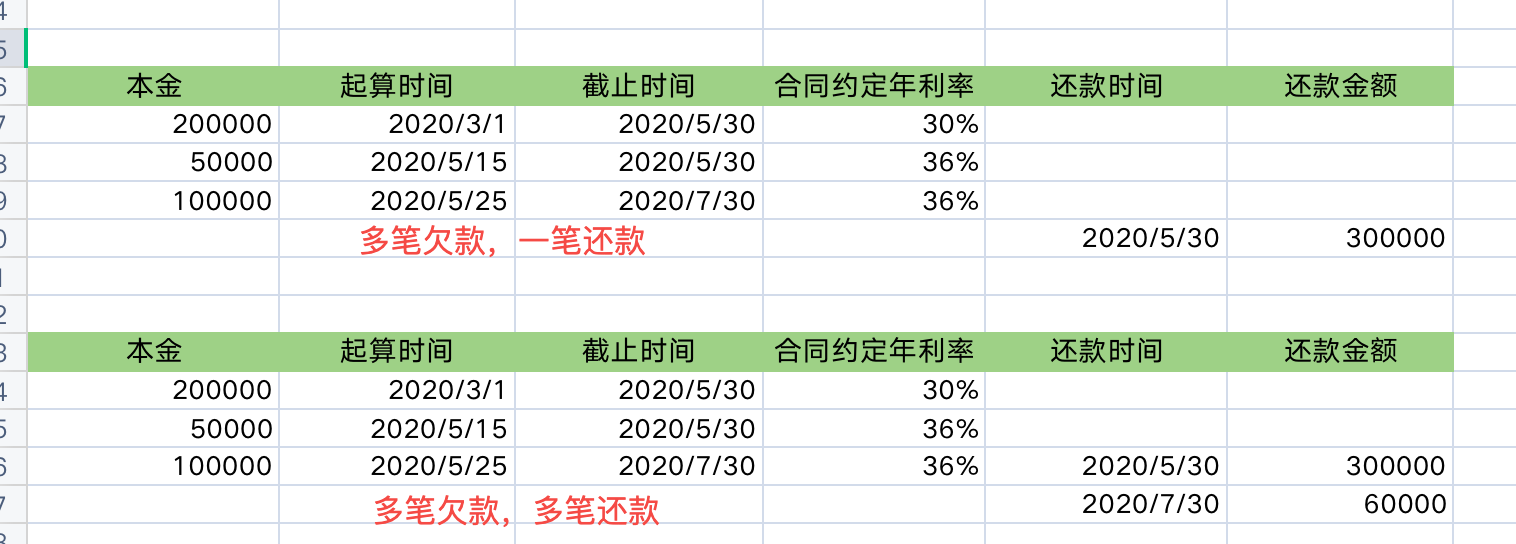 4
5
6 本金 起算时间 截止时间 合同约定年利率 还款时间 还款金额
7 200000 2020/3/1 2020/5/30 30%
8 50000 2020/5/15 2020/5/30 36%
9 100000 2020/5/25 2020/7/30 36%
0 多笔欠款，一笔还款 2020/5/30 300000
1
2
3 本金 起算时间 截止时间 合同约定年利率 还款时间 还款金额
4 200000 2020/3/1 2020/5/30 30%
5 50000 2020/5/15 2020/5/30 36%
6 100000 2020/5/25 2020/7/30 36% 2020/5/30 300000
7 多笔欠款，多笔还款 2020/7/30 60000
8